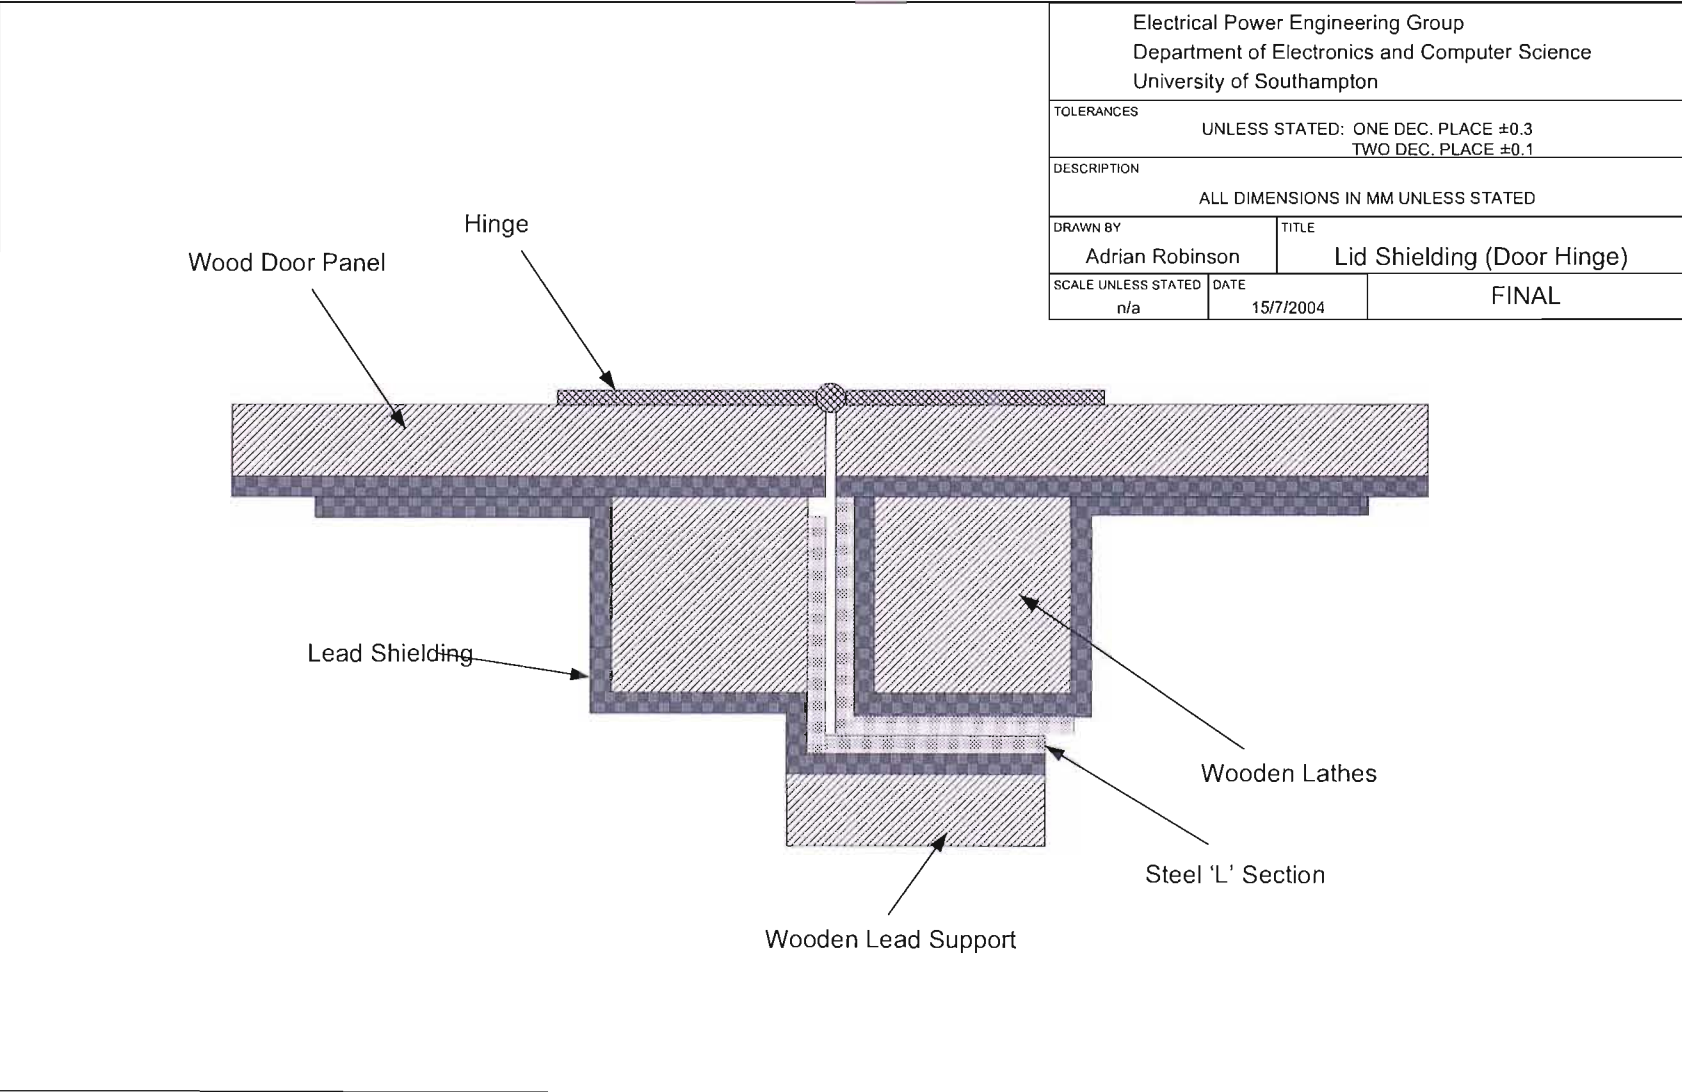 Electrical Power Engineering Group
Department of Electronics and Computer Science
University of Southampton
TOLERANCES
UNLESS STATED: ONE DEC. PLACE ±0.3
TWO DEC. PLACE ±0.1
DESCRIPTION
ALL DIMENSIONS IN MM UNLESS STATED
DRAWN BY
Adrian Robinson
TITLE
Lid Shielding (Door Hinge)
SCALE UNLESS STATED
n/a
DATE
15/7/2004
FINAL
Hinge
Wood Door Panel
Lead Shielding
Wooden Lathes
Steel ‘L’ Section
Wooden Lead Support